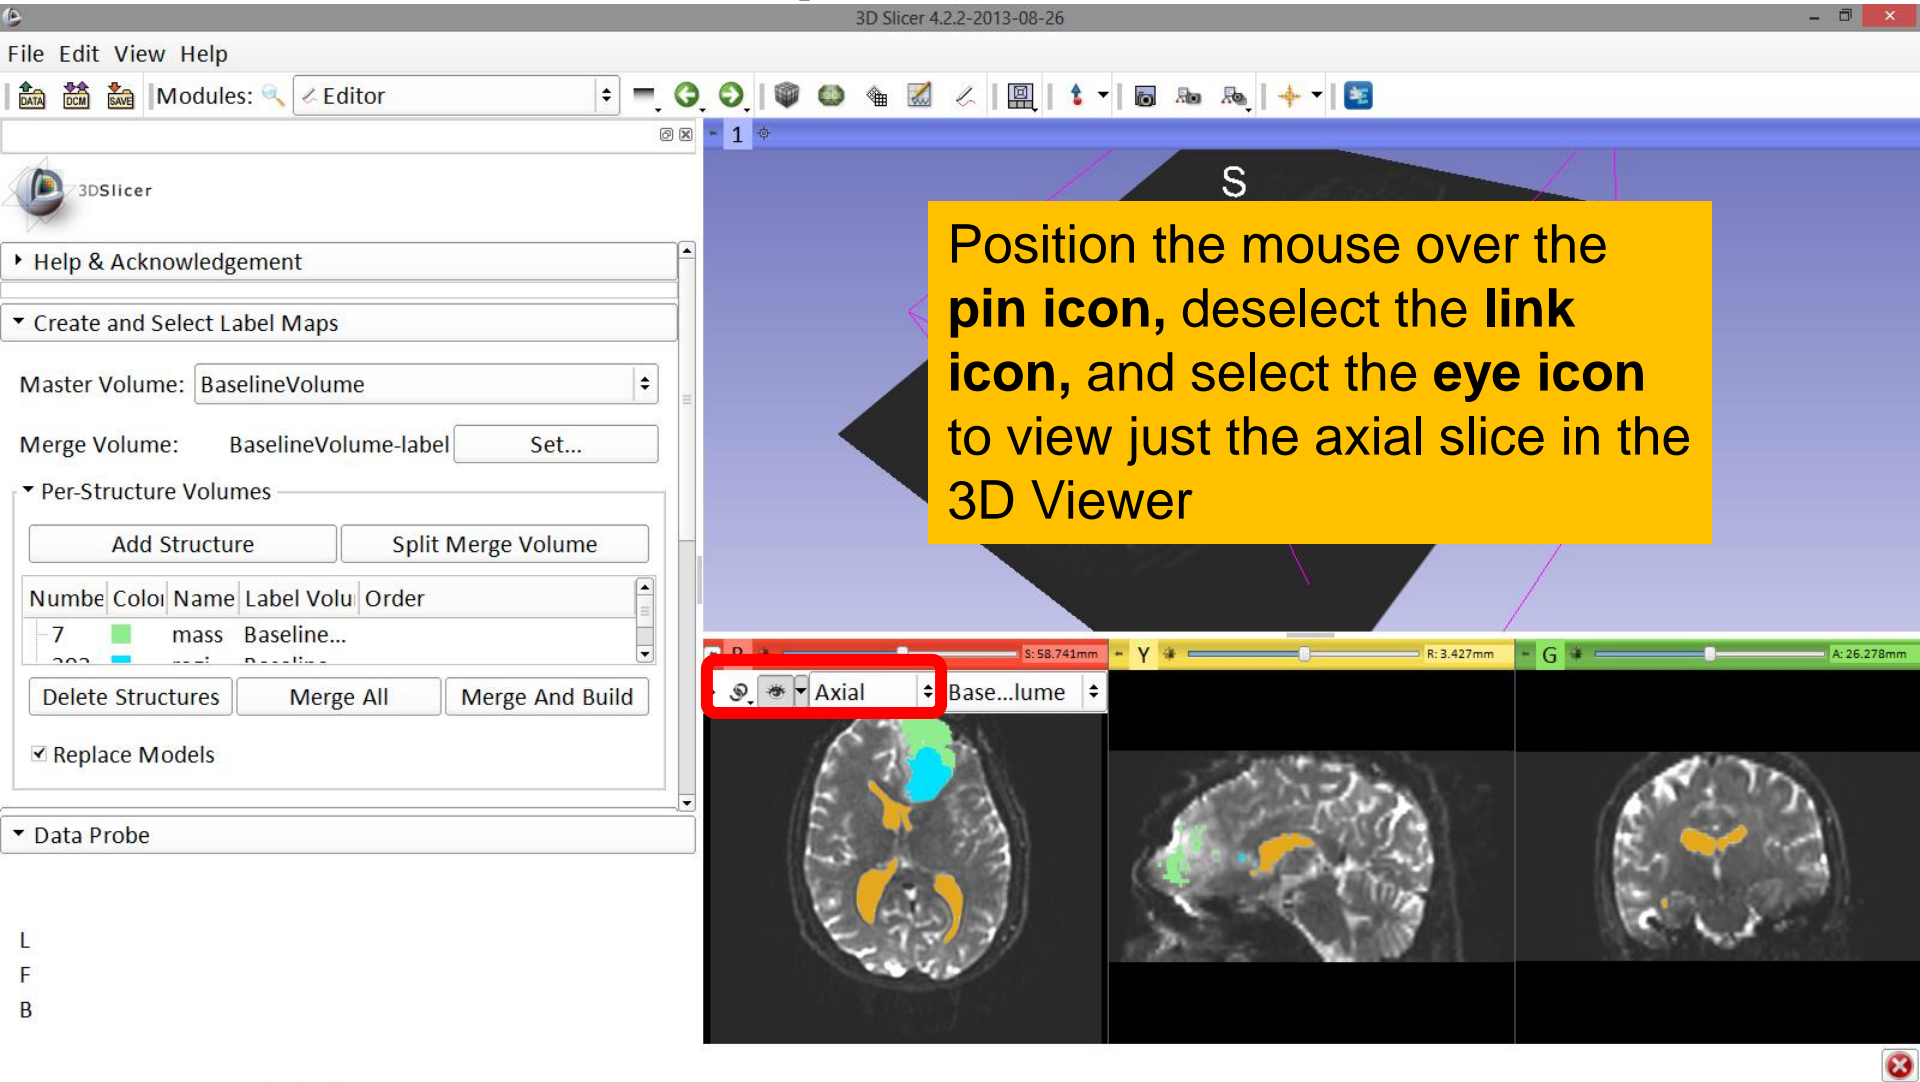 3D Slicer 4.2.2-2013-08-26
File Edit View Help
DATA DCM SAVE Modules: Editor
1
3DSlicer
S
Position the mouse over the
pin icon, deselect the link
icon, and select the eye icon
to view just the axial slice in the
3D Viewer
Help & Acknowledgement
Create and Select Label Maps
Master Volume: BaselineVolume
Merge Volume: BaselineVolume-label Set...
Per-Structure Volumes
Add Structure Split Merge Volume
Numbe Color Name Label Volu Order
7 mass Baseline...
Delete Structures Merge All Merge And Build
Replace Models
Data Probe
L
F
B
S: 58.741mm Y R: 3.427mm G A: 26.278mm
Axial Base...lume